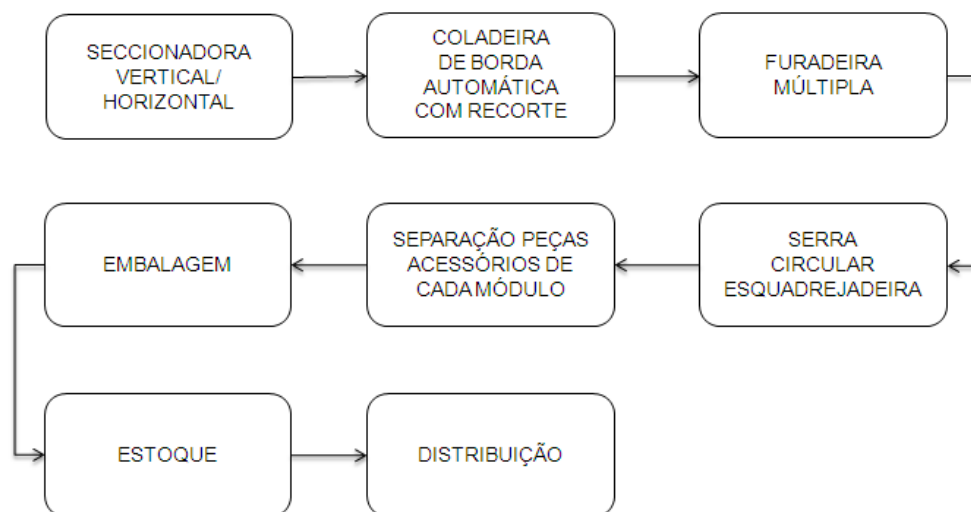 SECCIONADORA
VERTICAL/
HORIZONTAL
COLADEIRA
DE BORDA
AUTOMÁTICA
COM RECORTE
FURADEIRA
MÚLTIPLA
EMBALAGEM
SEPARAÇÃO PEÇAS
ACESSÓRIOS DE
CADA MÓDULO
SERRA
CIRCULAR
ESQUADREJADEIRA
ESTOQUE
DISTRIBUIÇÃO